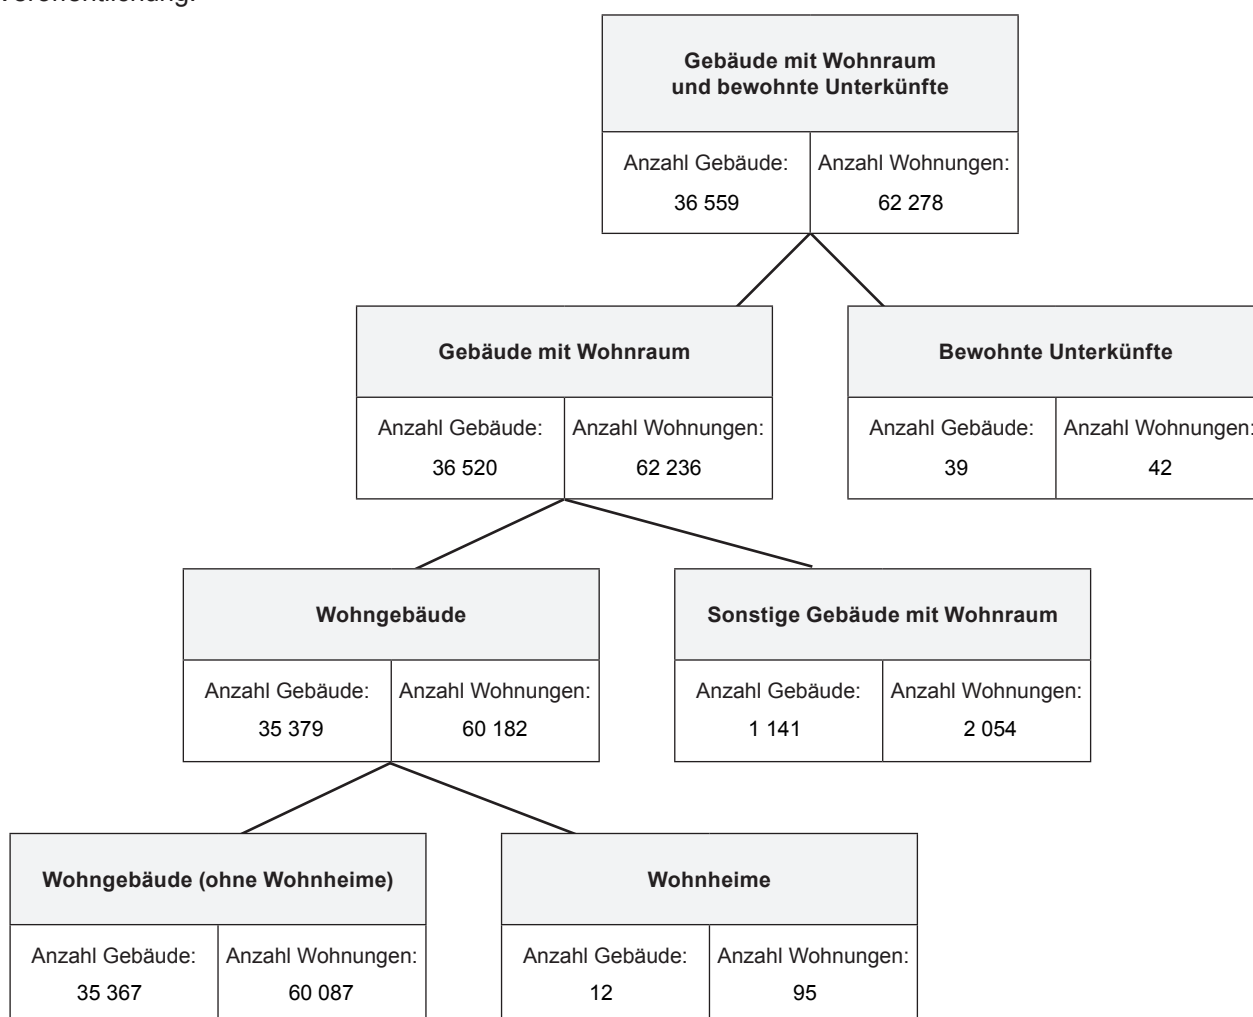 Veröffentlichung.
Gebäude mit Wohnraum
und bewohnte Unterkünfte
Anzahl Gebäude: Anzahl Wohnungen:
36 559 62 278
Gebäude mit Wohnraum Bewohnte Unterkünfte
Anzahl Gebäude: Anzahl Wohnungen: Anzahl Gebäude: Anzahl Wohnungen:
36 520 62 236 39 42
Wohngebäude Sonstige Gebäude mit Wohnraum
Anzahl Gebäude: Anzahl Wohnungen: Anzahl Gebäude: Anzahl Wohnungen:
35 379 60 182 1 141 2 054
Wohngebäude (ohne Wohnheime) Wohnheime
Anzahl Gebäude: Anzahl Wohnungen: Anzahl Gebäude: Anzahl Wohnungen:
35 367 60 087 12 95